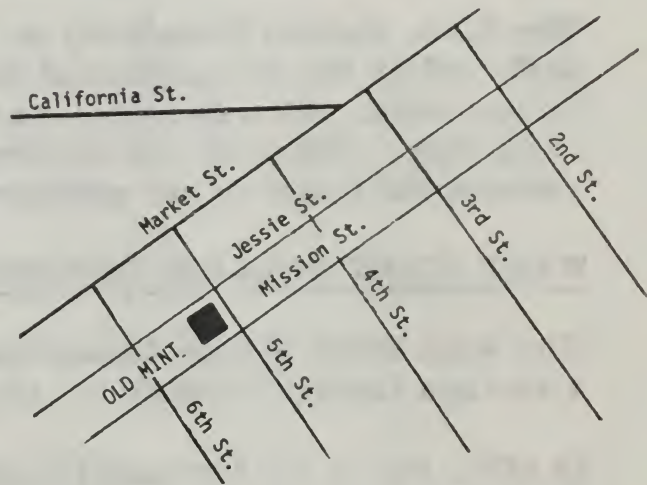 California St.
Market St.
Jessie St.
Mission St.
2nd St.
3rd St.
4th St.
5th St.
OLD MINT
6th St.